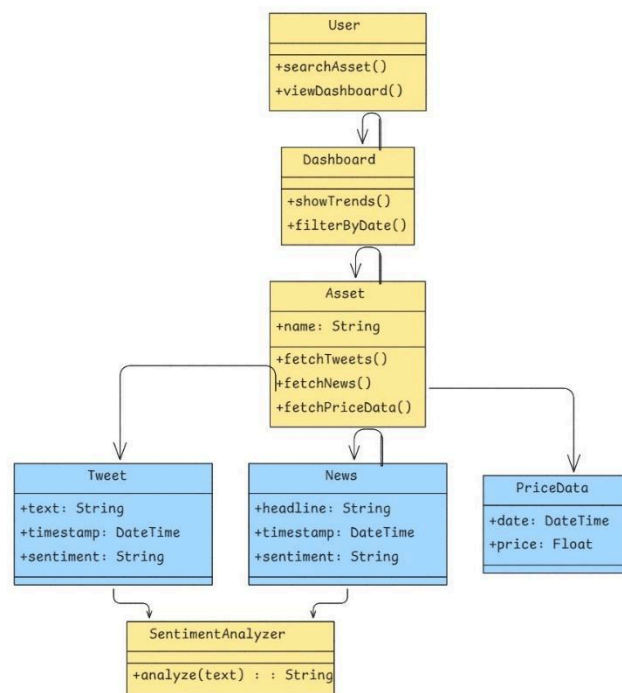 User
+searchAsset()
+viewDashboard()
Dashboard
+showTrends()
+filterByDate()
Asset
+name: String
+fetchTweets()
+fetchNews()
+fetchPriceData()
Tweet
+text: String
+timestamp: DateTime
+sentiment: String
News
+headline: String
+timestamp: DateTime
+sentiment: String
PriceData
+date: DateTime
+price: Float
SentimentAnalyzer
+analyze(text) : : String